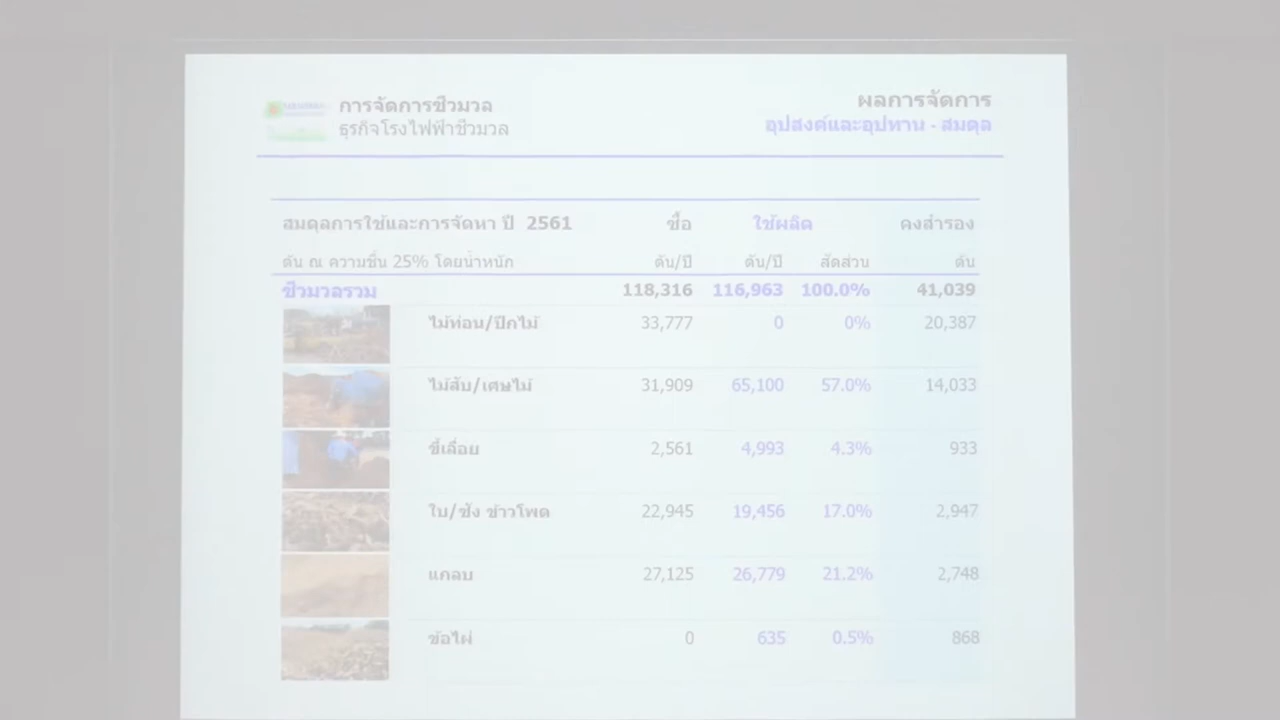 การจัดการชีวมวล
ธุรกิจโรงไฟฟ้าชีวมวล
ผลการจัดการ
อุปสงค์และอุปทาน - สมดุล
สมดุลการใช้และการจัดหา ปี 2561 ซื้อ ใช้ผลิต คงสำรอง
ตัน ณ ความชื้น 25% โดยน้ำหนัก ตัน/ปี ตัน/ปี สัดส่วน ตัน
ชีวมวลรวม 118,316 116,963 100.0% 41,039
ไม้ท่อน/ปีกไม้ 33,777 0 0% 20,387
ไม้สับ/เศษไม้ 31,909 65,100 57.0% 14,033
ขี้เลื่อย 2,561 4,993 4.3% 933
ใบ/ซัง ข้าวโพด 22,945 19,456 17.0% 2,947
แกลบ 27,125 26,779 21.2% 2,748
ข้อไผ่ 0 635 0.5% 868